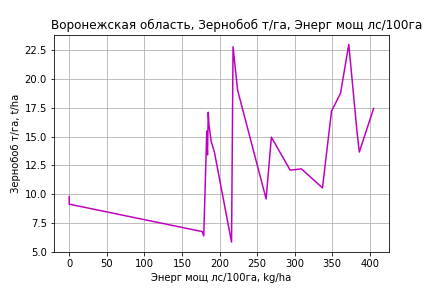 Воронежская область, Зернобоб т/га, Энерг мощ лс/100га
22.5
20.0
17.5
15.0
12.5
10.0
7.5
5.0
Зернобоб т/га, t/ha
0 50 100 150 200 250 300 350 400
Энерг мощ лс/100га, kg/ha